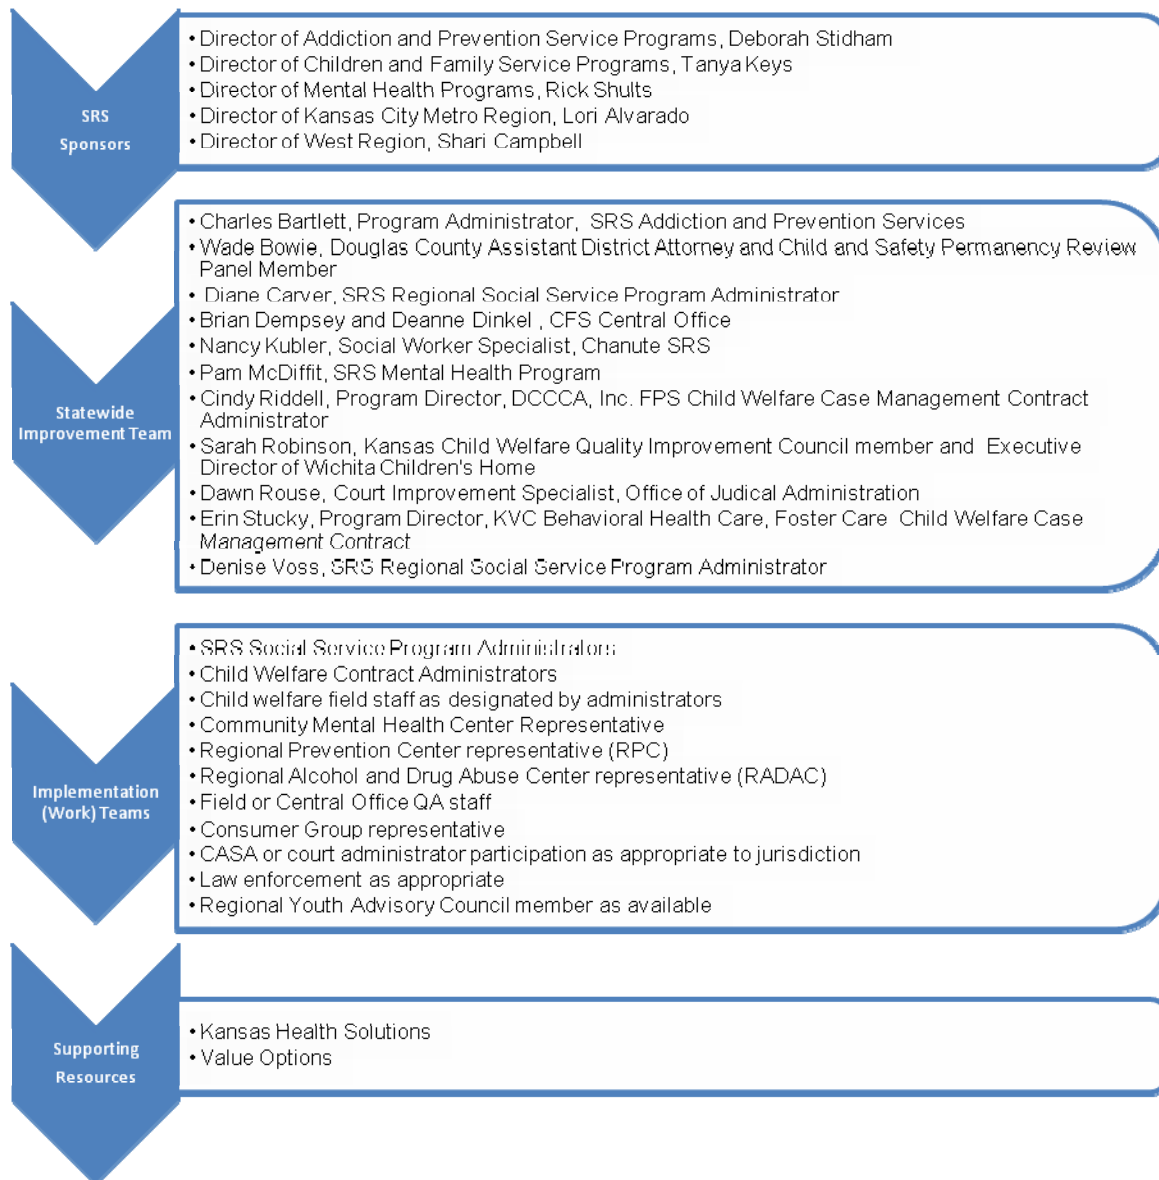 SRS
Sponsors
• Director of Addiction and Prevention Service Programs, Deborah Stidham
• Director of Children and Family Service Programs, Tanya Keys
• Director of Mental Health Programs, Rick Shults
• Director of Kansas City Metro Region, Lori Alvarado
• Director of West Region, Shari Campbell
Statewide
Improvement Team
• Charles Bartlett, Program Administrator, SRS Addiction and Prevention Services
• Wade Bowie, Douglas County Assistant District Attorney and Child and Safety Permanency Review
Panel Member
• Diane Carver, SRS Regional Social Service Program Administrator
• Brian Dempsey and Deanne Dinkel , CFS Central Office
• Nancy Kubler, Social Worker Specialist, Chanute SRS
• Pam McDiffit, SRS Mental Health Program
• Cindy Riddell, Program Director, DCCCA, Inc. FPS Child Welfare Case Management Contract
Administrator
• Sarah Robinson, Kansas Child Welfare Quality Improvement Council member and Executive
Director of Wichita Children's Home
• Dawn Rouse, Court Improvement Specialist, Office of Judical Administration
• Erin Stucky, Program Director, KVC Behavioral Health Care, Foster Care Child Welfare Case
Management Contract
• Denise Voss, SRS Regional Social Service Program Administrator
Implementation
(Work) Teams
• SRS Social Service Program Administrators
• Child Welfare Contract Administrators
• Child welfare field staff as designated by administrators
• Community Mental Health Center Representative
• Regional Prevention Center representative (RPC)
• Regional Alcohol and Drug Abuse Center representative (RADAC)
• Field or Central Office QA staff
• Consumer Group representative
• CASA or court administrator participation as appropriate to jurisdiction
• Law enforcement as appropriate
• Regional Youth Advisory Council member as available
Supporting
Resources
• Kansas Health Solutions
• Value Options